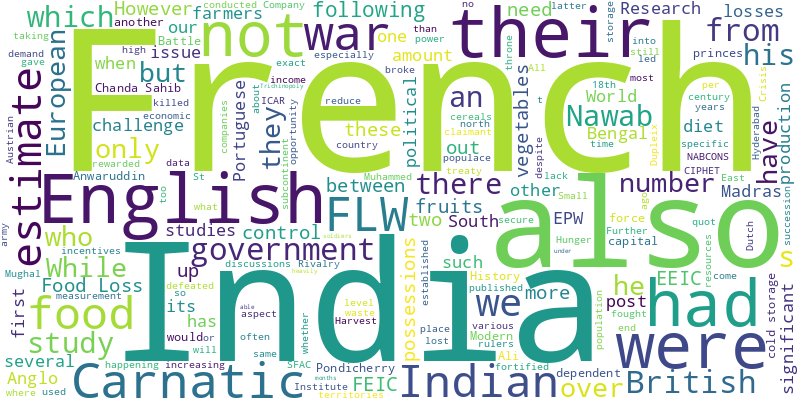 which However conducted Company farmers need Research losses
another our following from
taking not war their into
demand Battle one than no still
high issue power latter storage
gave when amount especially led
European Chanda Sahib but an his
French
estimate killed income broke princes
Austrian exact throne All most
economic Trichinopoly about 18th
ICAR reduce t century
companies cereals years
challenge these World per
only they political vegetables Nawab Crisis
Portuguese north Bengal Dupleix
rewarded country claimant diet have
data opportunity out time specific
Anwaruddin St populace despite NABCONS production
too Muhammed treaty lack CIPHET Hyderabad
English between there number Madras
who what subcontinent other Small ago
studies FLW fruits secure force East
army control two South EPW Hunger quot
While government possessions such Further capital Dutch
up discussions Rivalry History EEIC resources
Mughal incentives heavily soldiers we he had succession
Food Loss its India also s
measurement defeated able level established published more post come
first so aspect waste Modern fought
food has same Harvest rulers end under
study would or whether place various were cold storage
several will often lost Ali population significant
Anglo happening increasing SFAC Pondicherry fortified
where used Carnatic Institute FEIC dependent Indian over British
months territories